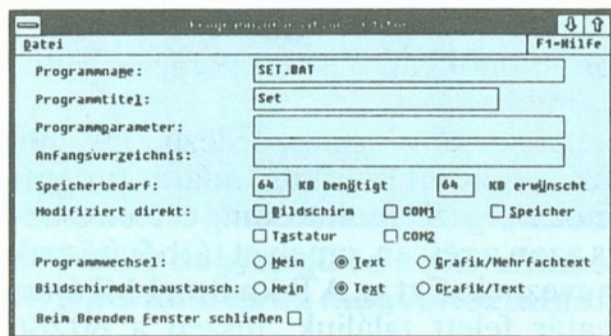 Datei F1=Hilfe
Programmname: SET.BAT
Programmtitel: Set
Programmparameter:
Anfangsverzeichnis:
Speicherbedarf: 64 KB benötigt 64 KB erwünscht
Modifiziert direkt: Bildschirm COM1 Speicher
Tastatur COM2
Programmwechsel: Nein Text Grafik/Mehrfachtext
Bildschirmdatenaustausch: Nein Text Grafik/Text
Beim Beenden Fenster schließen